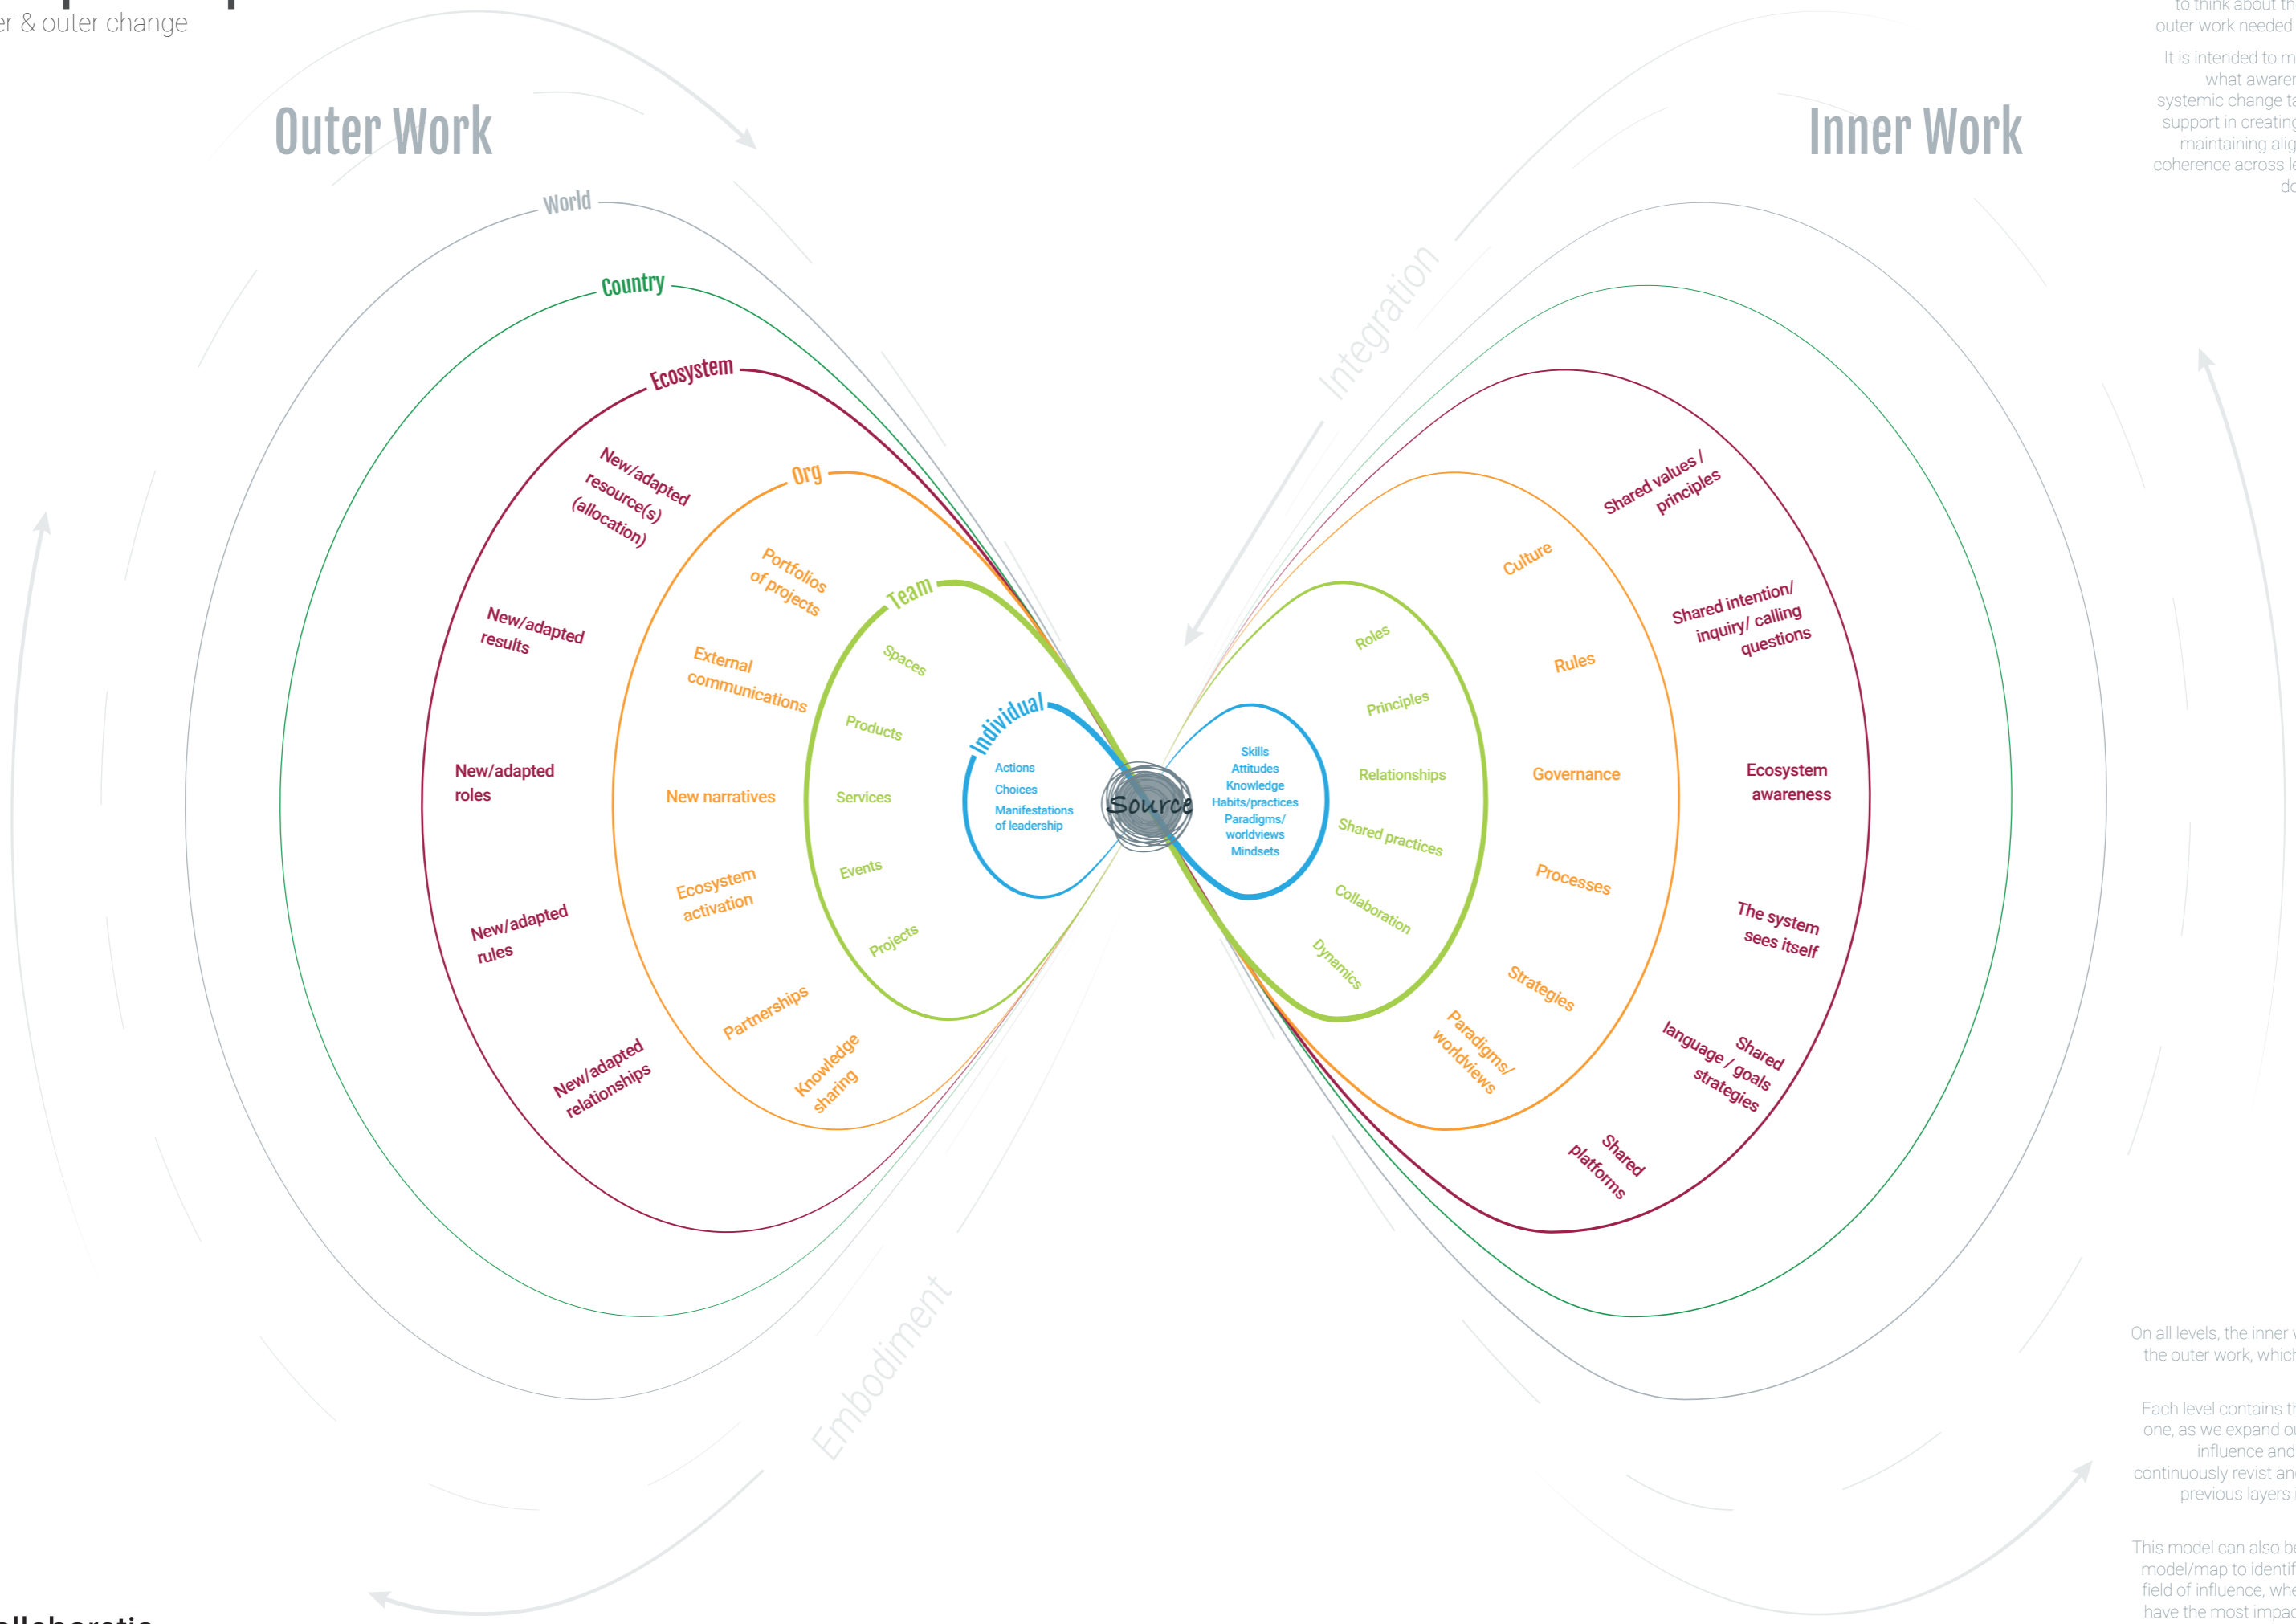 er & outer change
Outer Work
World
Country
Ecosystem
New/adapted
resource(s)
(allocation)
New/adapted
results
New/adapted
roles
New/adapted
rules
New/adapted
relationships
Org
Portfolios
of projects
External
communications
New narratives
Ecosystem
activation
Partnerships
Knowledge
sharing
Team
Spaces
Products
Services
Events
Projects
Individual
Actions
Choices
Manifestations
of leadership
Source
Embodiment
Integration
Inner Work
Skills
Attitudes
Knowledge
Habits/practices
Paradigms/
worldviews
Mindsets
Roles
Principles
Relationships
Shared practices
Collaboration
Dynamics
Culture
Rules
Governance
Processes
Strategies
Paradigms/
worldviews
Shared values /
principles
Shared intention/
inquiry/ calling
questions
Ecosystem
awareness
The system
sees itself
Shared
language / goals
strategies
Shared
platforms
to think about th
outer work needed
It is intended to m
what awaren
systemic change ta
support in creating
maintaining alig
coherence across le
do
On all levels, the inner w
the outer work, which
Each level contains th
one, as we expand ou
influence and
continuously revist and
previous layers i
This model can also be
model/map to identif
field of influence, whe
have the most impac